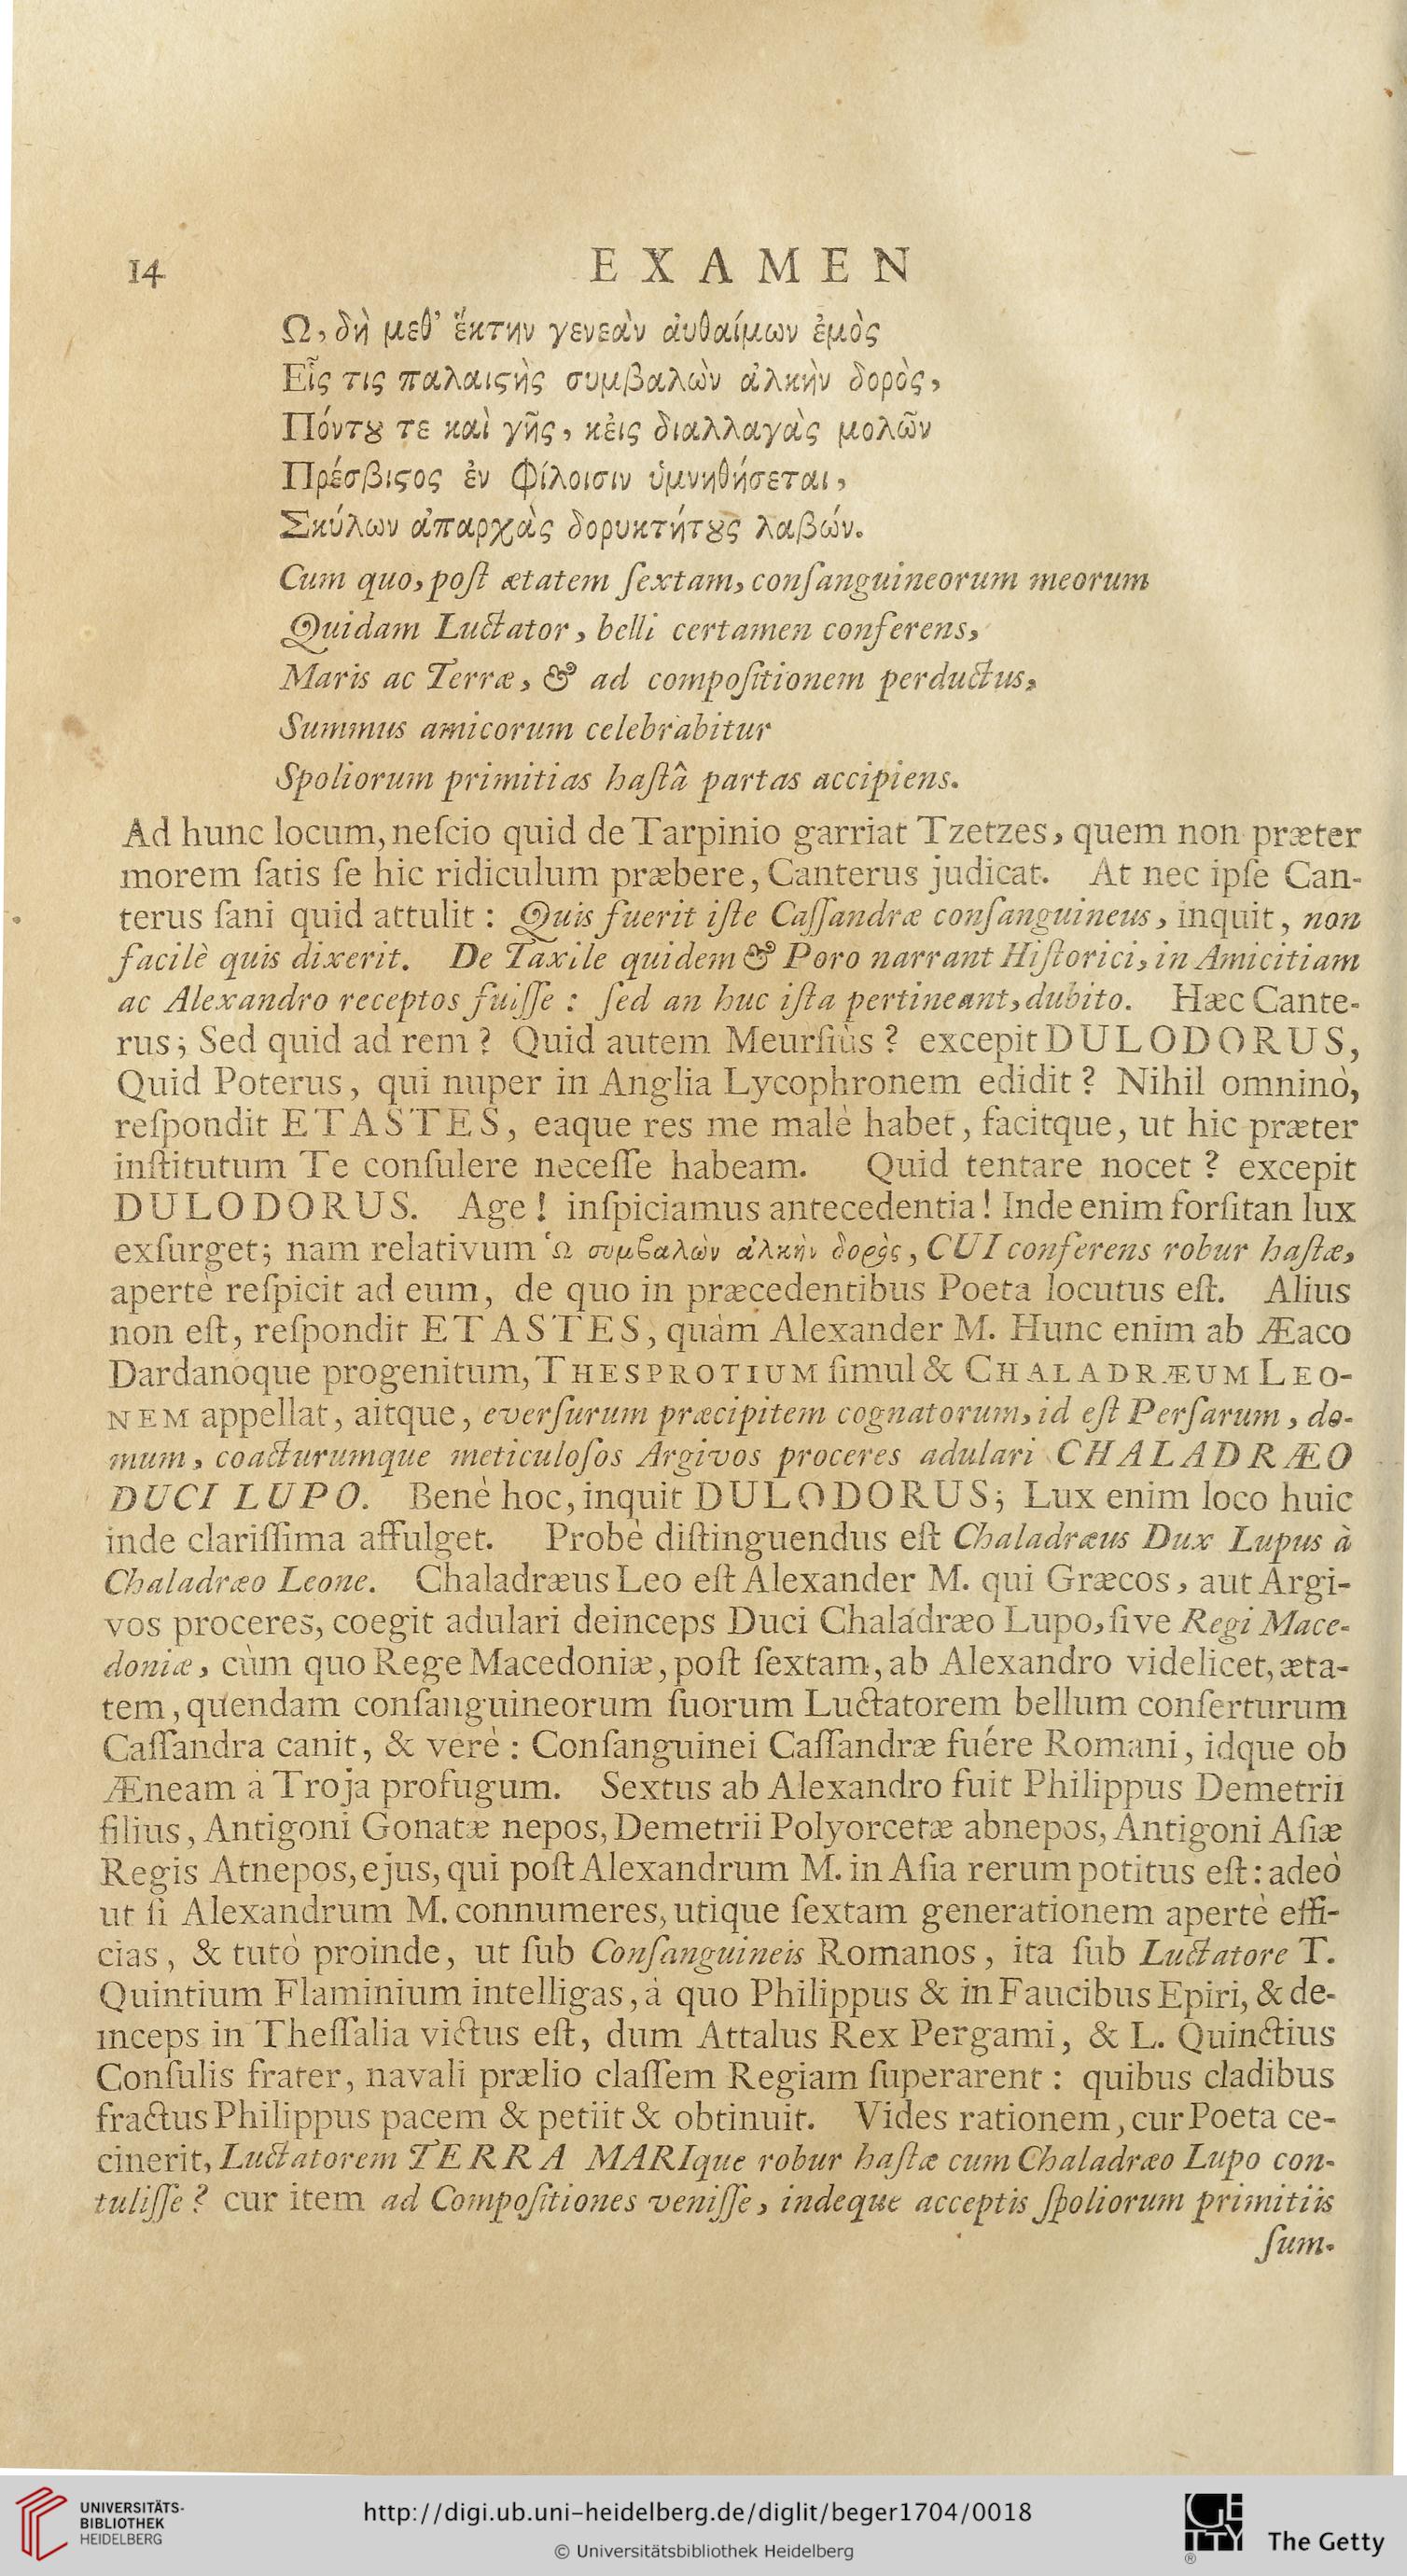 14 EXAMEN
Ω, δὴ μεθ’ ἕκτην γενεὰν ἀυθαίμων ἐμὸς
Εἷς τις παλαιϛὴς συμβαλὼν ἀλκὴν δορὸς,
Πόντȣ τε καὶ γῆς, κἐις διαλλαγὰς μολῶν
Πρέσβιϛος ἐν φίλοισιν ὑμνηθήσεται,
Σκύλων ἀπαρχὰς δορυκτήτȣς λαβών.
Cum quo, poſt ætatem ſextam, conſanguineorum meorum
Quidam Luctator, belli certamen conferens,
Maris ac Terræ, & ad compoſitionem perductus,
Summus amicorum celebrabitur
Spoliorum primitias haſtâ partas accipiens.
Ad hunc locum, neſcio quid de Tarpinio garriat Tzetzes, quem non præter
morem ſatis ſe hic ridiculum præbere, Canterus judicat. At nec ipſe Can-
terus ſani quid attulit: Quis fuerit iſte Caſſandræ conſanguineus, inquit, non
facilè quis dixerit. De Taxile quidem & Poro narrant Hiſtorici, in Amicitiam
ac Alexandro receptos fuiſſe: ſed an huc iſta pertineant, dubito. Hæc Cante-
rus; Sed quid ad rem? Quid autem Meurſiùs? excepit DULODORUS,
Quid Poterus, qui nuper in Anglia Lycophronem edidit? Nihil omninò,
reſpondit ETASTES, eaque res me malè habet, facitque, ut hic præter
inſtitutum Te conſulere neceſſe habeam. Quid tentare nocet? excepit
DULODORUS. Age! inſpiciamus antecedentia! Inde enim forſitan lux
exſurget; nam relativum Ὡ συμβαλὼν ἀλκὴν δορὸς, CUI conferens robur haſtæ,
apertè reſpicit ad eum, de quo in præcedentibus Poeta locutus eſt. Alius
non eſt, reſpondit ETASTES, quàm Alexander M. Hunc enim ab Æaco
Dardanoque progenitum, THESPROTIUM ſimul & CHALADRÆUM LEO-
NEM appellat, aitque, everſurum præcipitem cognatorum, id eſt Perſarum, do-
mum, coacturumque meticuloſos Argivos proceres adulari CHALADRÆO
DUCI LUPO. Benè hoc, inquit DULODORUS; Lux enim loco huic
inde clariſſima affulget. Probè diſtinguendus eſt Chaladræus Dux Lupus à
Chaladræo Leone. Chaladræus Leo eſt Alexander M. qui Græcos, aut Argi-
vos proceres, coegit adulari deinceps Duci Chaladræo Lupo, ſive Regi Mace-
doniæ, cùm quo Rege Macedoniæ, poſt ſextam, ab Alexandro videlicet, æta-
tem, quendam conſanguineorum ſuorum Luctatorem bellum conſerturum
Caſſandra canit, & verè: Conſanguinei Caſſandræ fuére Romani, idque ob
Æneam à Troja profugum. Sextus ab Alexandro fuit Philippus Demetrii
filius, Antigoni Gonatæ nepos, Demetrii Polyorcetæ abnepos, Antigoni Aſiæ
Regis Atnepos, ejus, qui poſt Alexandrum M. in Aſia rerum potitus eſt: adeò
ut ſi Alexandrum M. connumeres, utique ſextam generationem apertè effi-
cias, & tutò proinde, ut ſub Conſanguineis Romanos, ita ſub Luctatore T.
Quintium Flaminium intelligas, à quo Philippus & in Faucibus Epiri, & de-
inceps in Theſſalia victus eſt, dum Attalus Rex Pergami, & L. Quinctius
Conſulis frater, navali prælio claſſem Regiam ſuperarent: quibus cladibus
fractus Philippus pacem & petiit & obtinuit. Vides rationem, cur Poeta ce-
cinerit, Luctatorem TERRA MARIque robur haſtæ cum Chaladræo Lupo con-
tuliſſe? cur item ad Compoſitiones veniſſe, indeque acceptis ſpoliorum primitiis
ſum-
UNIVERSITÄTS-
BIBLIOTHEK
HEIDELBERG
http://digi.ub.uni-heidelberg.de/diglit/beger1704/0018
© Universitätsbibliothek Heidelberg
GETTY
The Getty